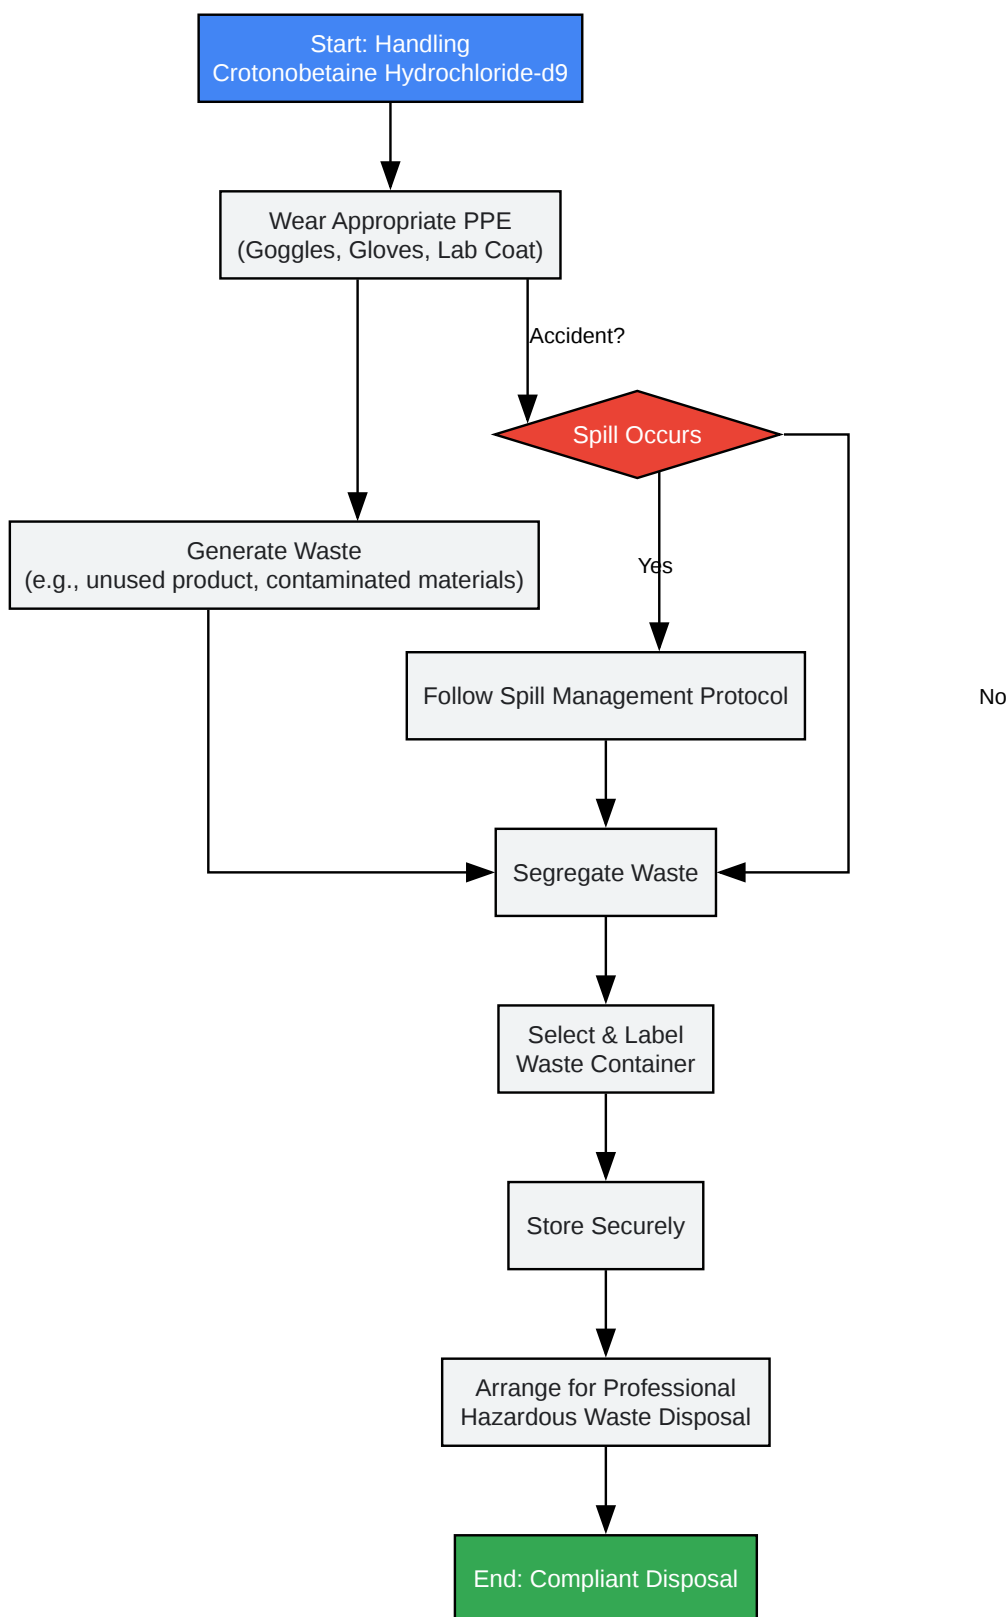 Start: Handling
Crotonobetaine Hydrochloride-d9
Wear Appropriate PPE
(Goggles, Gloves, Lab Coat)
Accident?
Spill Occurs
Generate Waste
(e.g., unused product, contaminated materials)
Yes
Follow Spill Management Protocol
No
Segregate Waste
Select & Label
Waste Container
Store Securely
Arrange for Professional
Hazardous Waste Disposal
End: Compliant Disposal